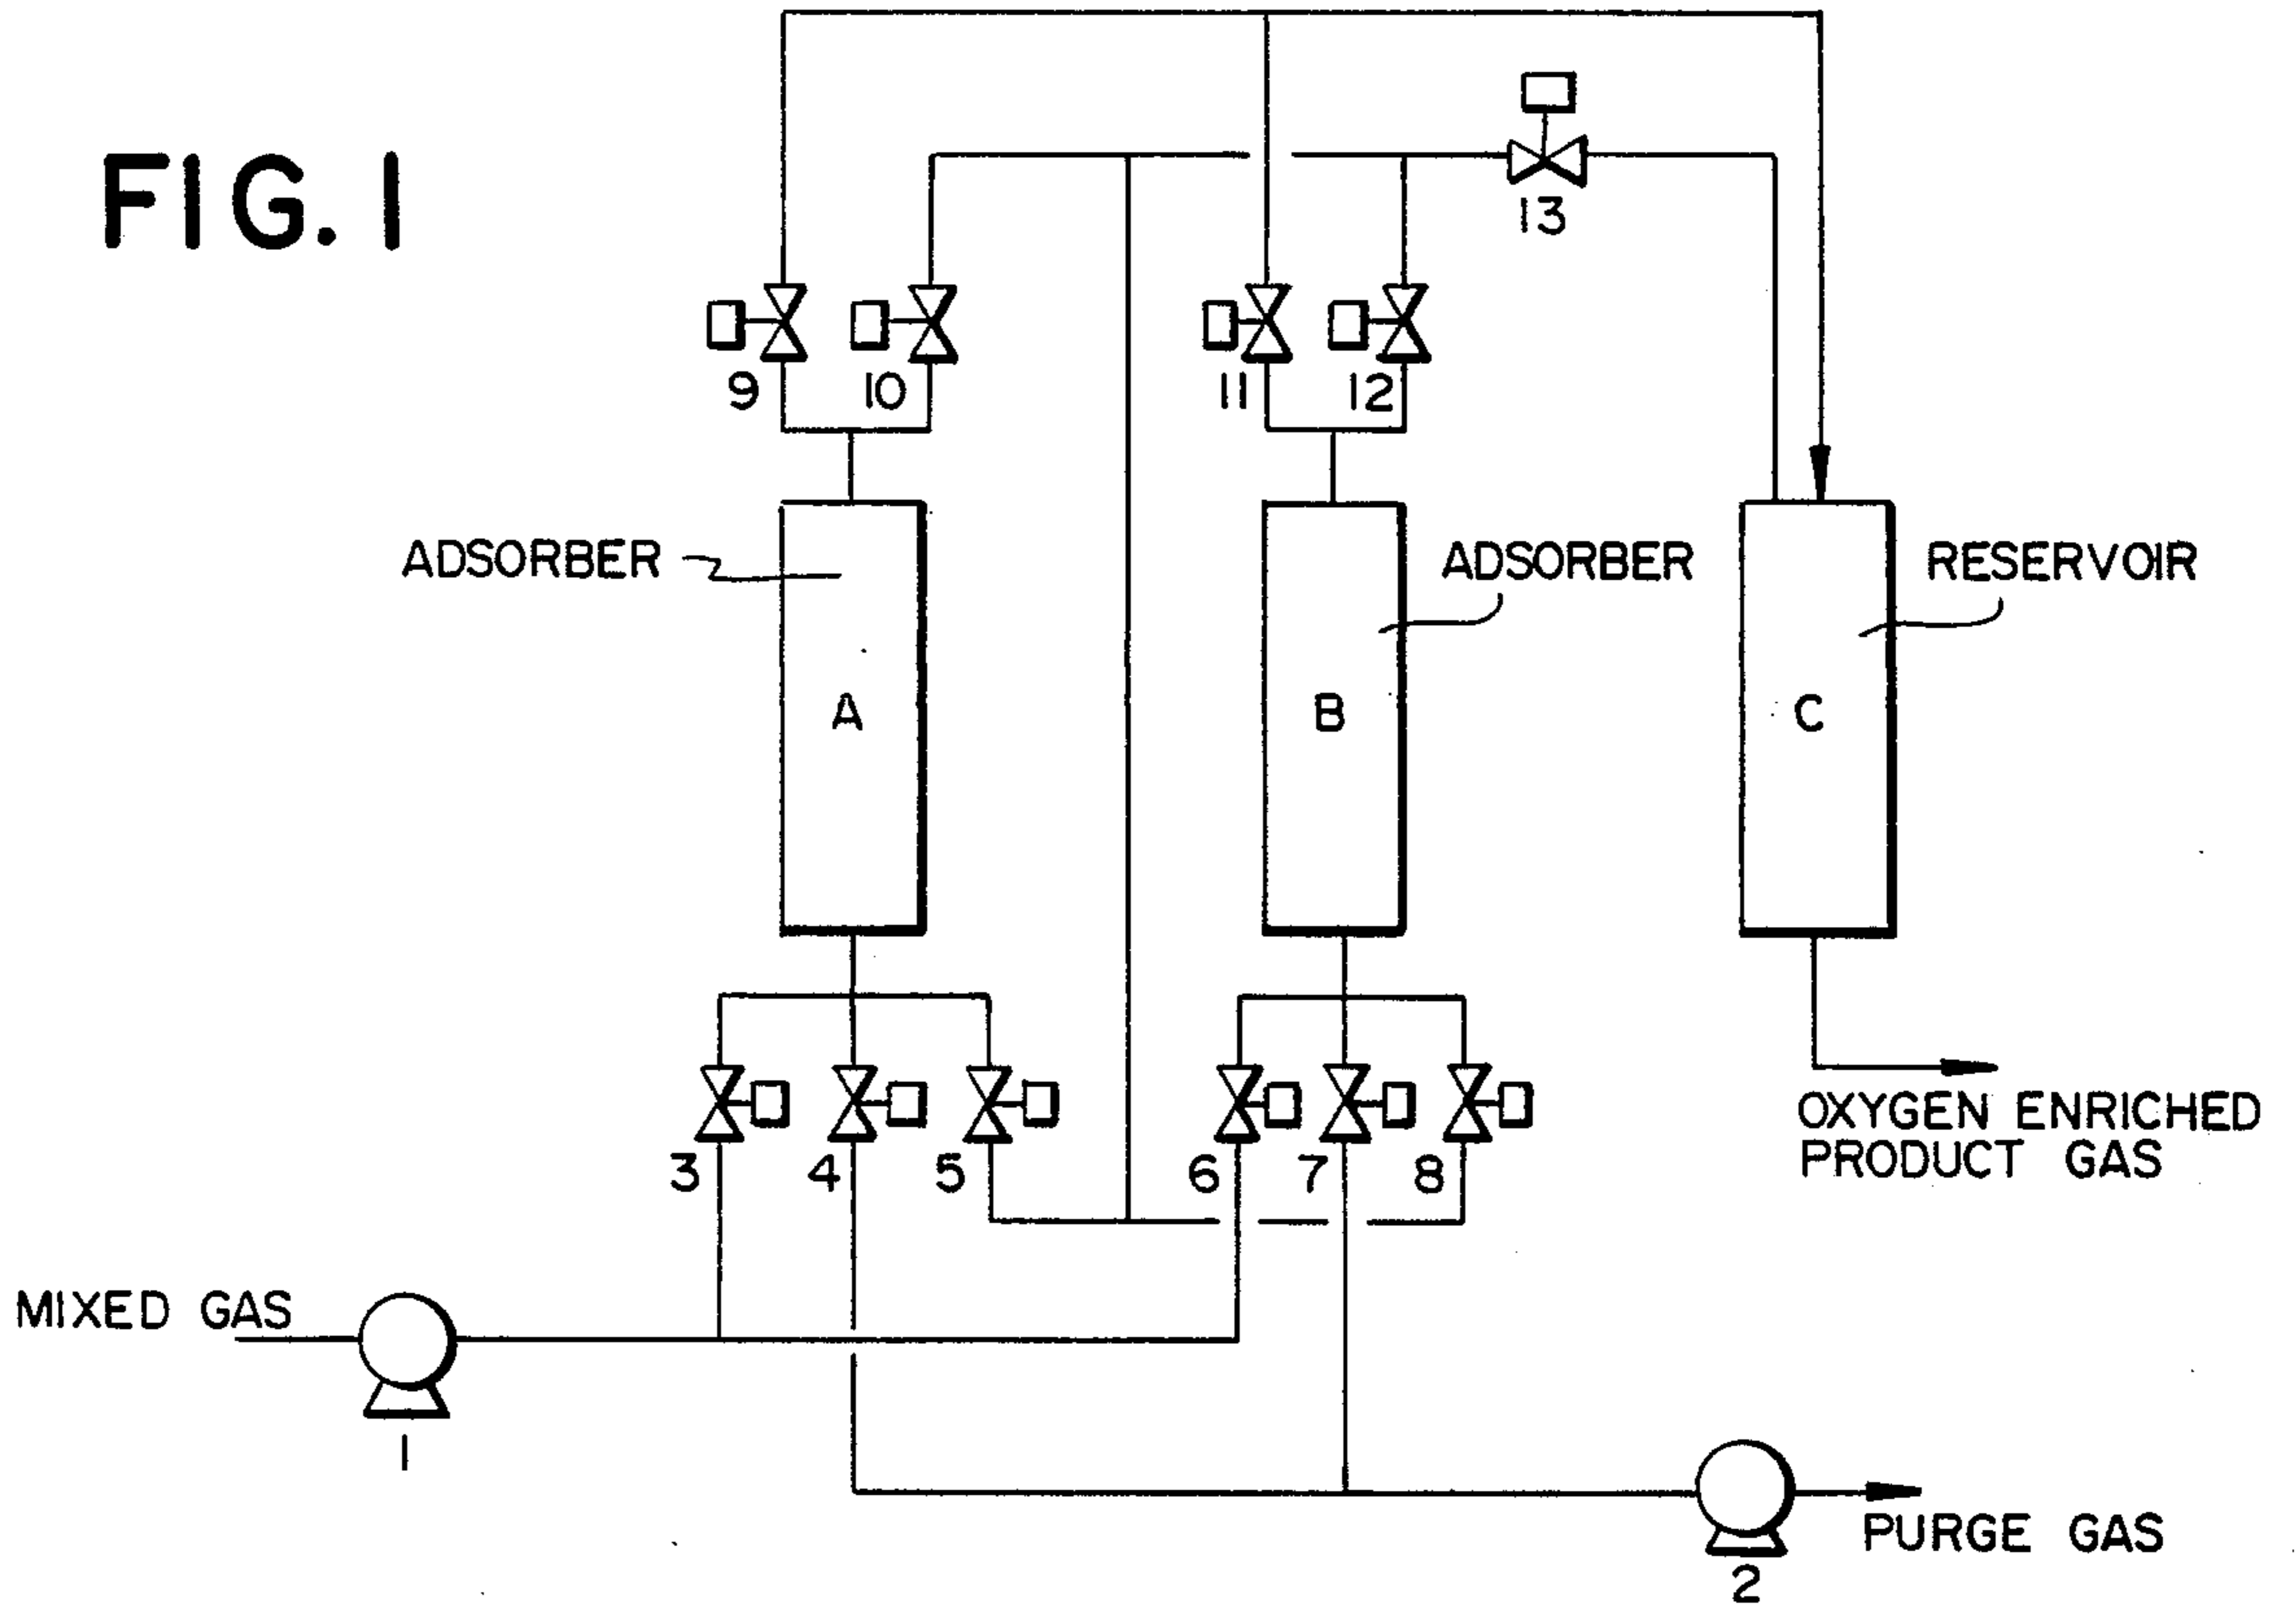 FIG. 1
13
9
10
11
12
ADSORBER
ADSORBER
RESERVOIR
A
B
C
3
4
5
6
7
8
OXYGEN ENRICHED
PRODUCT GAS
MIXED GAS
1
PURGE GAS
2